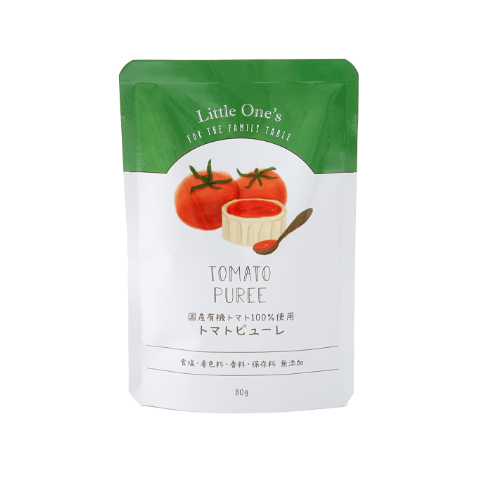 Little One's
FOR THE FAMILY TABLE
TOMATO
PUREE
国産有機トマト100%使用
トマトピューレ
食塩・着色料・香料・保存料 無添加
80g